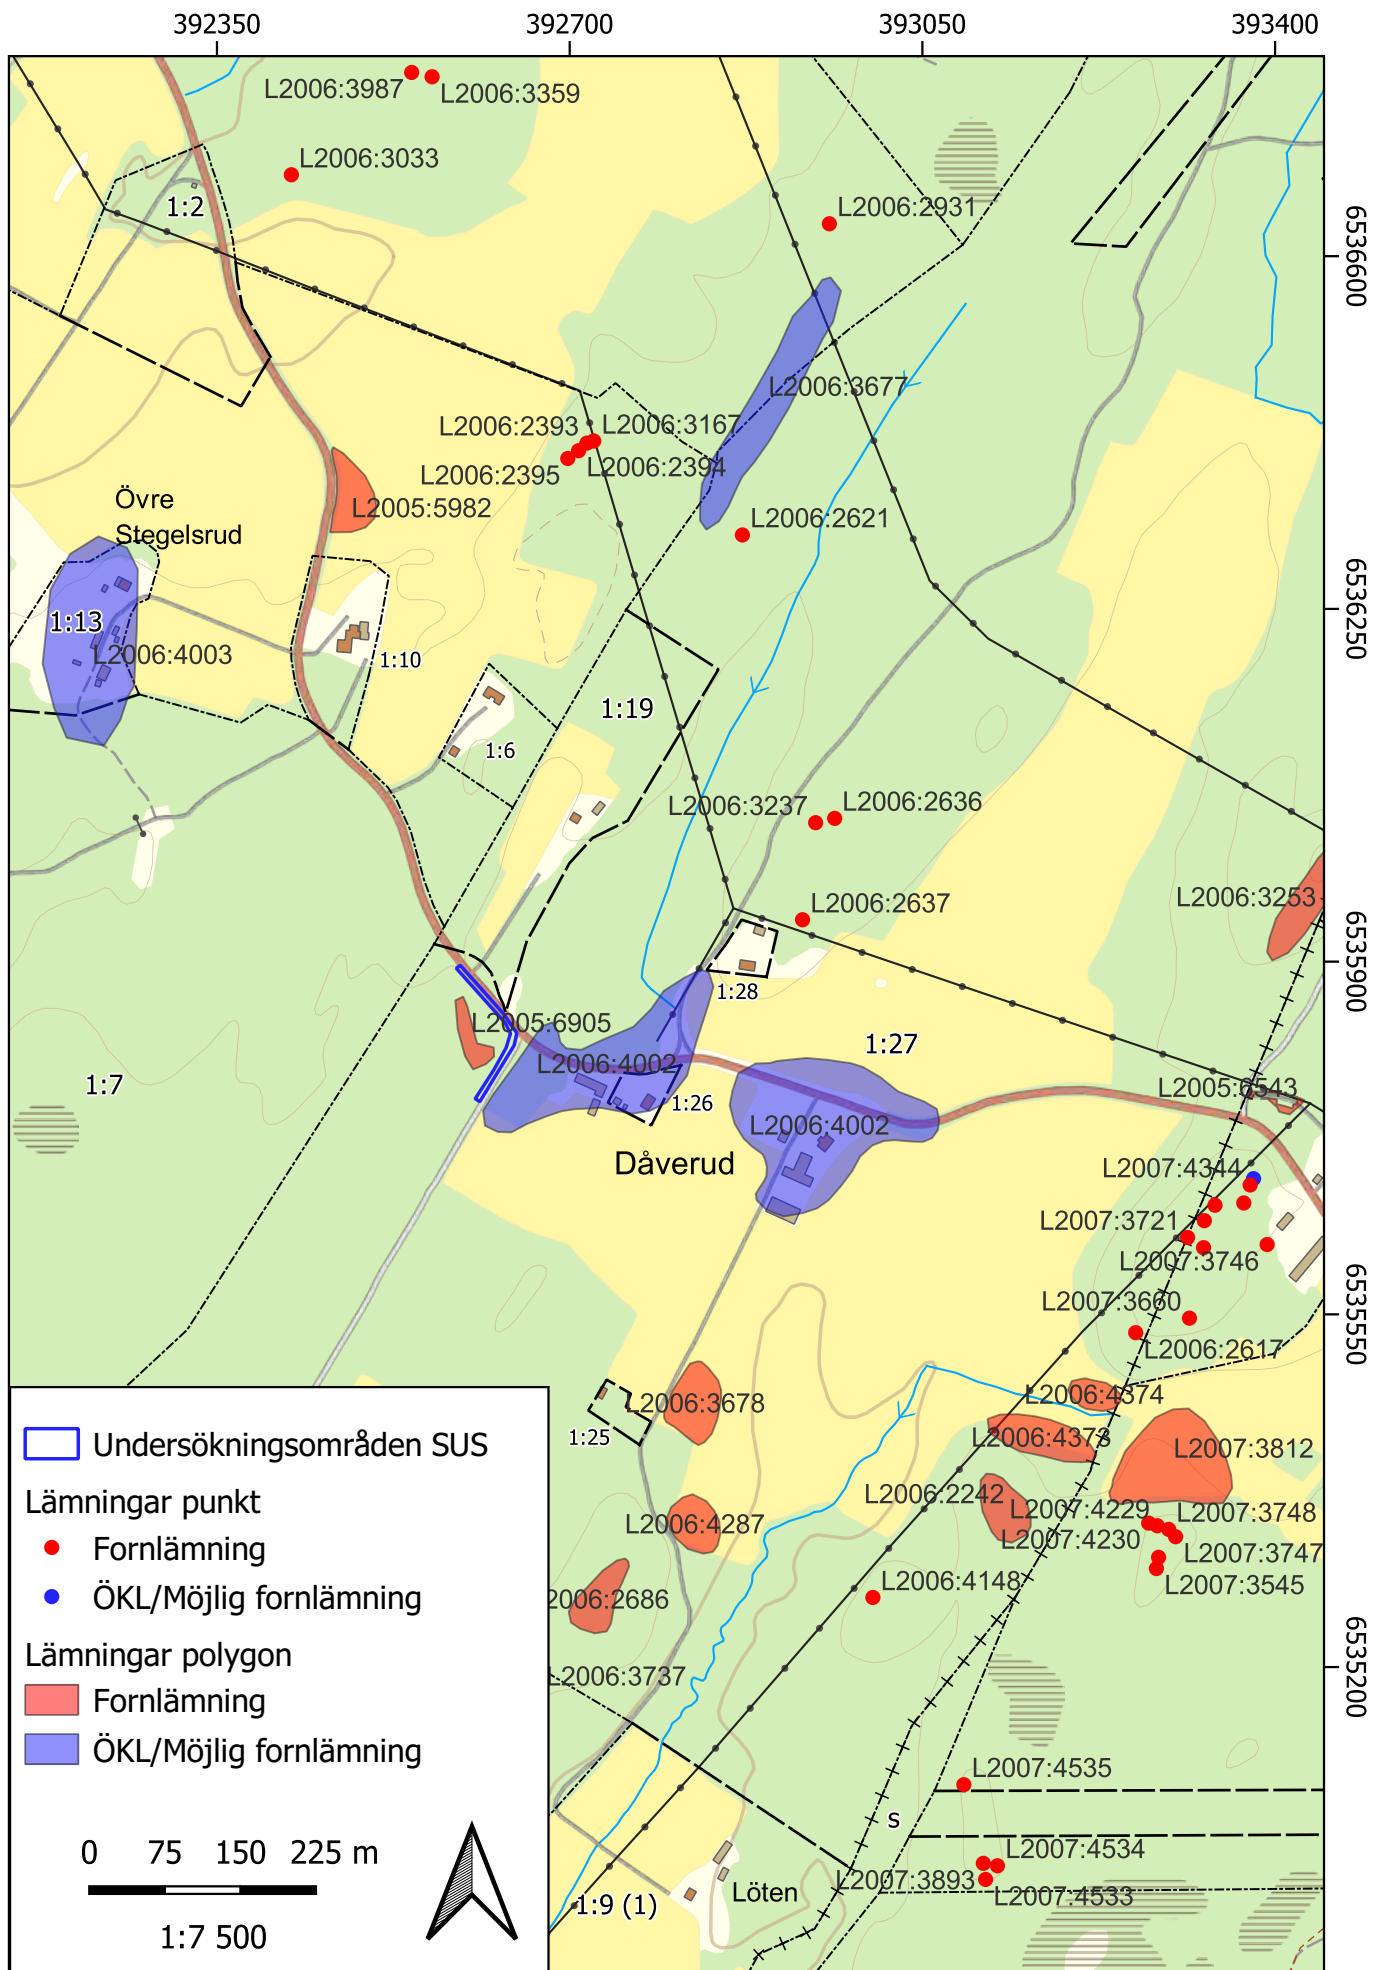 392350 392700 393050 393400
L2006:3987
L2006:3359
L2006:3033
1:2
L2006:2931
6536600
L2006:3677
L2006:2393
L2006:3167
L2006:2395
L2006:2394
Övre
Stegelsrud
L2005:5982
L2006:2621
1:13
L2006:4003
1:10
6536250
1:19
1:6
L2006:3237
L2006:2636
L2006:3253
L2006:2637
6535900
1:28
L2005:6905
1:27
L2006:4002
1:7
L2005:6543
1:26
L2006:4002
Dåverud
L2007:4344
L2007:3721
L2007:3746
L2007:3660
6535550
L2006:2617
L2006:4374
L2006:3678
1:25
L2006:4373
L2007:3812
L2006:2242
L2007:4229
L2007:3748
L2006:4287
L2007:4230
L2007:3747
L2006:4148
L2007:3545
2006:2686
L2006:3737
6535200
L2007:4535
s
L2007:4534
L2007:3893
L2007:4533
Löten
1:9 (1)
Undersökningsområden SUS
Lämningar punkt
Fornlämning
ÖKL/Möjlig fornlämning
Lämningar polygon
Fornlämning
ÖKL/Möjlig fornlämning
0 75 150 225 m
1:7 500